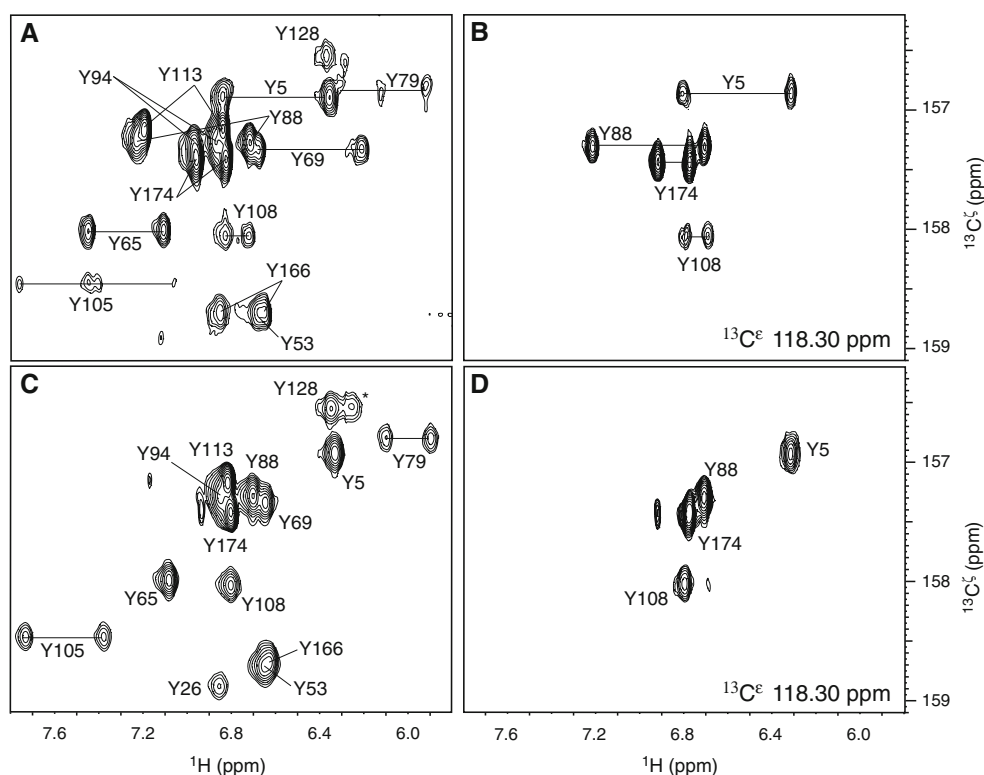 A
Y128
Y94
Y113
Y5
Y79
Y88
Y69
Y174
Y108
Y65
Y166
Y105
Y53
B
Y5
157
Y88
Y174
158
Y108
¹³Cζ (ppm)
¹³Cε 118.30 ppm
159
C
Y128
*
Y94
Y113
Y88
Y79
Y5
Y69
Y174
Y65
Y108
Y105
Y166
Y26
Y53
D
Y5
157
Y88
Y174
158
Y108
¹³Cζ (ppm)
¹³Cε 118.30 ppm
159
7.6 7.2 6.8 6.4 6.0
7.6 7.2 6.8 6.4 6.0
¹H (ppm)
¹H (ppm)